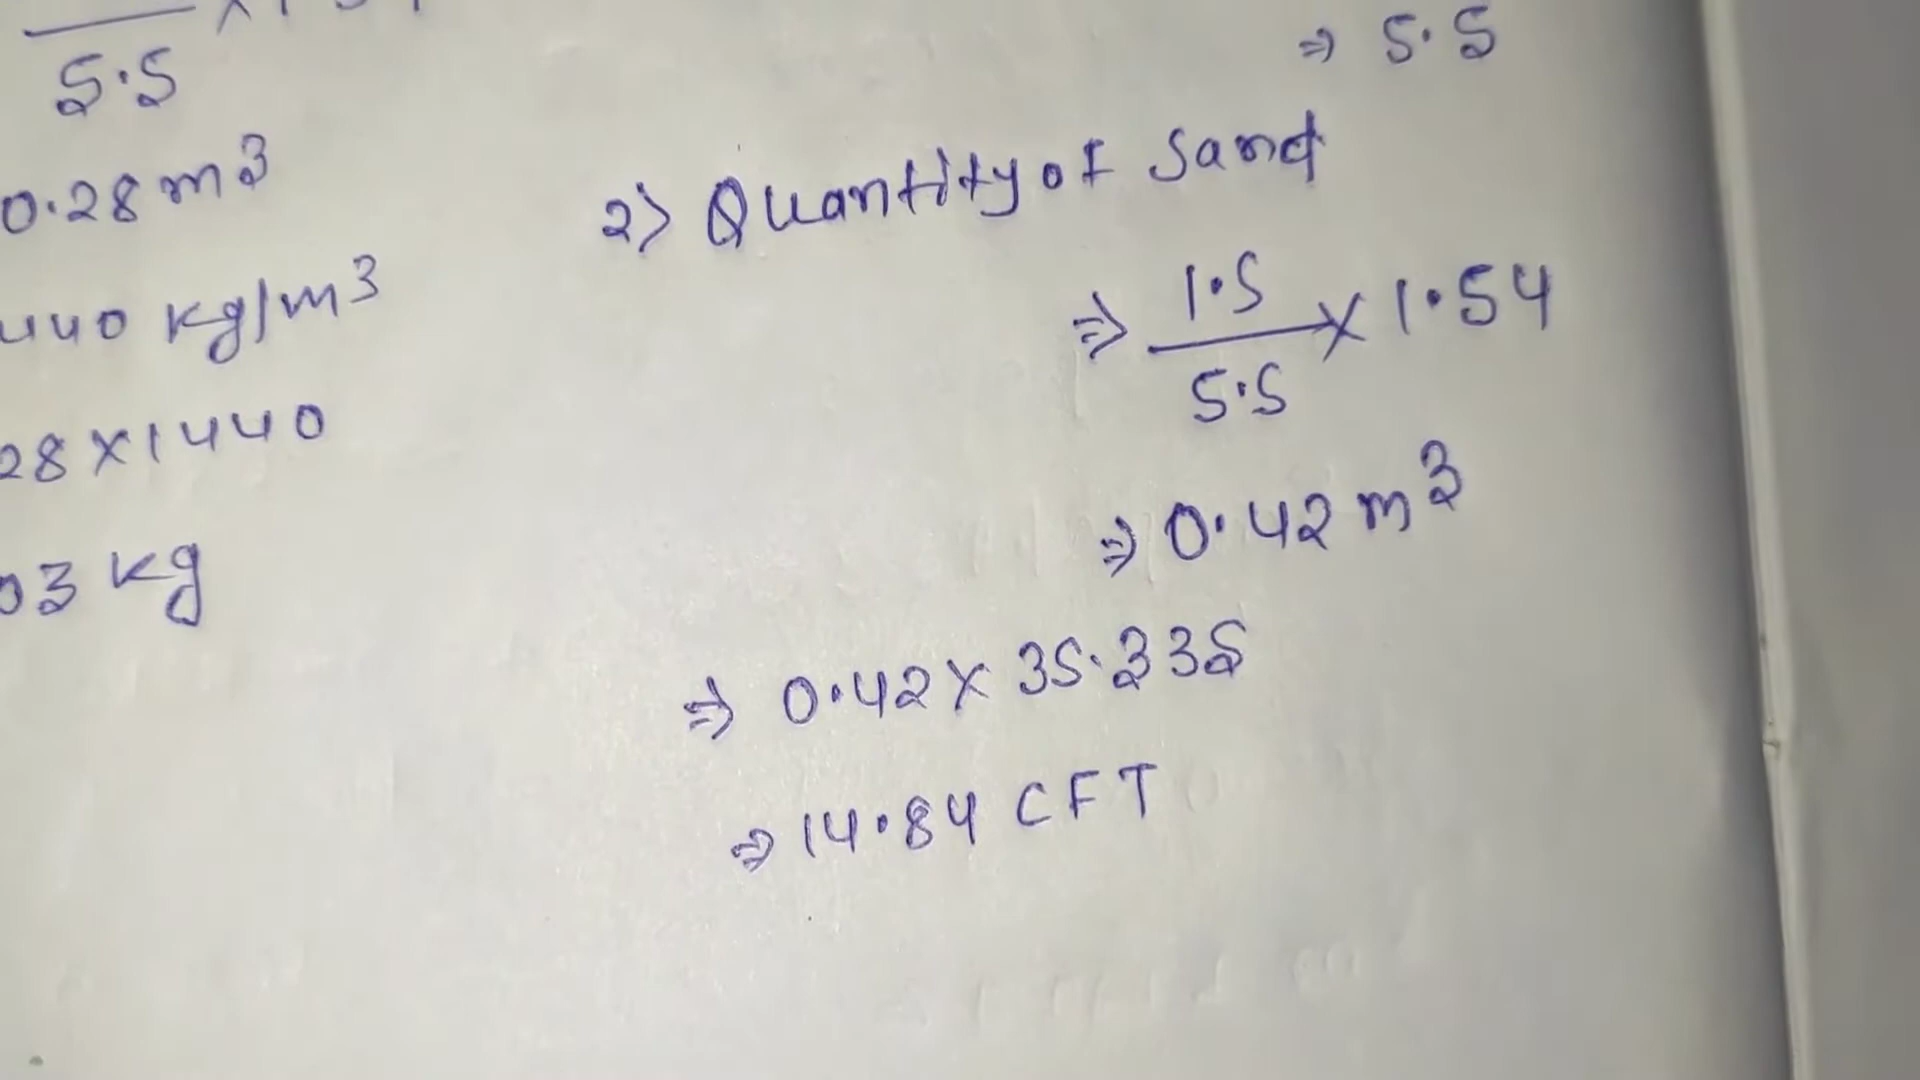 5.5
0.28 m3
440 kg/m3
28 x 1440
03 kg
⇒ 5.5
2> Quantity of Sand
⇒ 1.5
5.5 x 1.54
⇒ 0.42 m3
⇒ 0.42 x 35.335
⇒ 14.84 CFT